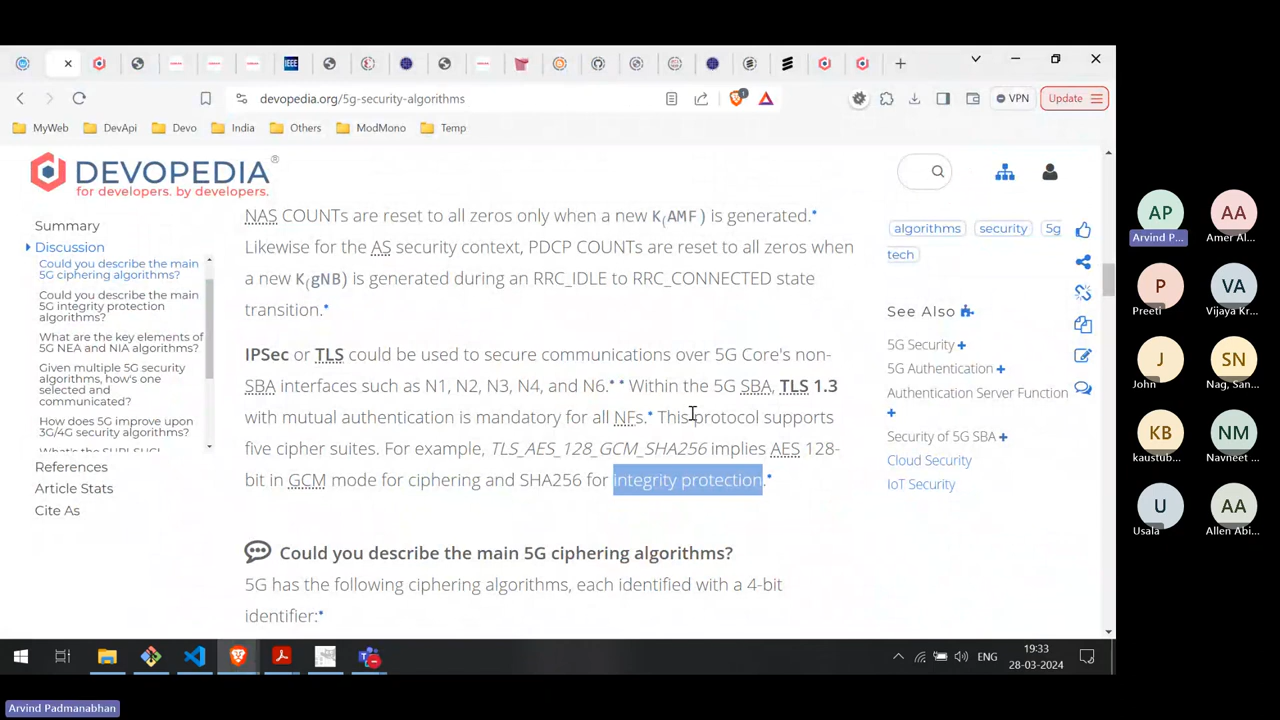 devopedia.org/5g-security-algorithms
1
VPN
Update
MyWeb
DevApi
Devo
India
Others
ModMono
Temp
DEVOPEDIA®
for developers. by developers.
Summary
Discussion
Could you describe the main
5G ciphering algorithms?
Could you describe the main
5G integrity protection
algorithms?
What are the key elements of
5G NEA and NIA algorithms?
Given multiple 5G security
algorithms, how's one
selected and
communicated?
How does 5G improve upon
3G/4G security algorithms?
References
Article Stats
Cite As
NAS COUNTs are reset to all zeros only when a new K(AMF) is generated.*
Likewise for the AS security context, PDCP COUNTs are reset to all zeros when
a new K(gNB) is generated during an RRC_IDLE to RRC_CONNECTED state
transition.*
IPSec or TLS could be used to secure communications over 5G Core's non-
SBA interfaces such as N1, N2, N3, N4, and N6.* * Within the 5G SBA, TLS 1.3
with mutual authentication is mandatory for all NFs.* This protocol supports
five cipher suites. For example, TLS_AES_128_GCM_SHA256 implies AES 128-
bit in GCM mode for ciphering and SHA256 for integrity protection.*
Could you describe the main 5G ciphering algorithms?
5G has the following ciphering algorithms, each identified with a 4-bit
identifier:*
algorithms
security
5g
tech
See Also
5G Security +
5G Authentication +
Authentication Server Function
+
Security of 5G SBA +
Cloud Security
IoT Security
ENG
19:33
28-03-2024
AP
Arvind P...
AA
Amer Al...
P
Preeti
VA
Vijaya Kr...
J
John
SN
Nag, San...
KB
kaustub...
NM
Navneet ...
U
Usala
AA
Allen Abi...
Arvind Padmanabhan